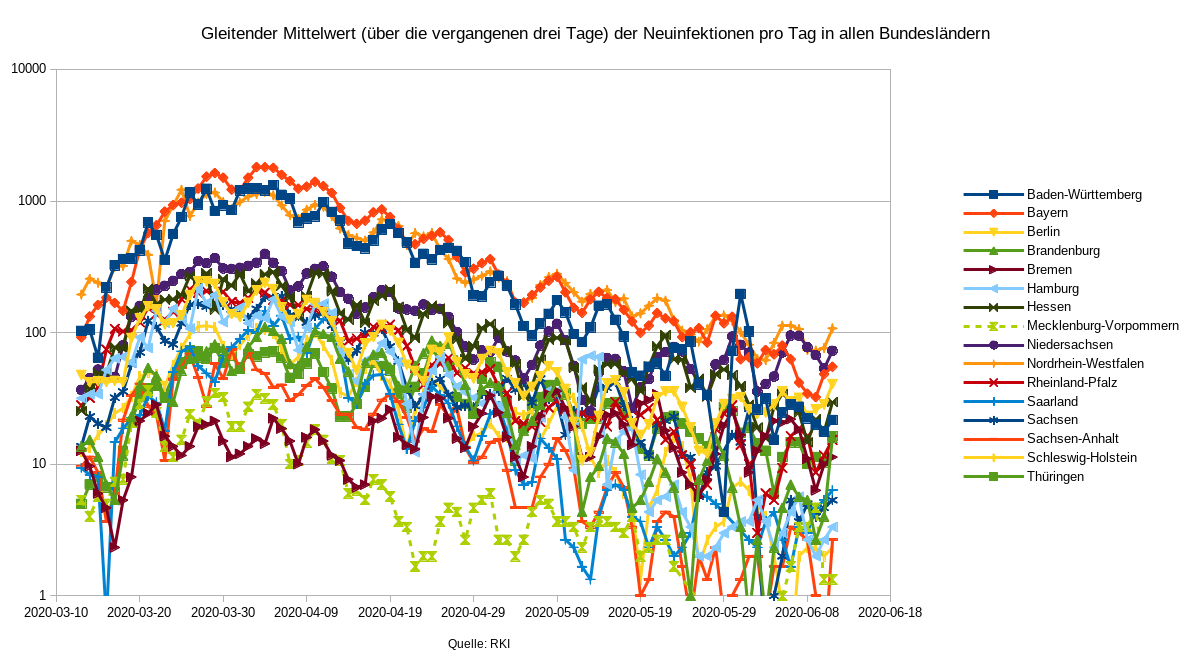 Gleitender Mittelwert (über die vergangenen drei Tage) der Neuinfektionen pro Tag in allen Bundesländern
10000
1000
100
10
1
2020-03-10
2020-03-20
2020-03-30
2020-04-09
2020-04-19
2020-04-29
2020-05-09
2020-05-19
2020-05-29
2020-06-08
2020-06-18
Quelle: RKI
Baden-Württemberg
Bayern
Berlin
Brandenburg
Bremen
Hamburg
Hessen
Mecklenburg-Vorpommern
Niedersachsen
Nordrhein-Westfalen
Rheinland-Pfalz
Saarland
Sachsen
Sachsen-Anhalt
Schleswig-Holstein
Thüringen